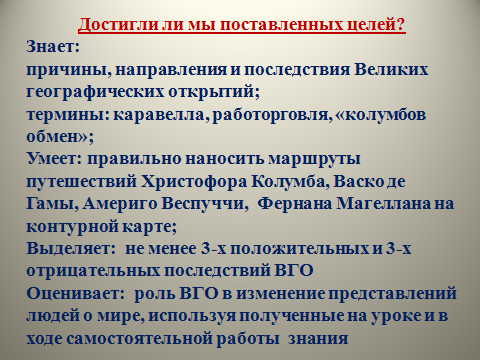 Достигли ли мы поставленных целей?
Знает:
причины, направления и последствия Великих
географических открытий;
термины: каравелла, работорговля, «колумбов
обмен»;
Умеет: правильно наносить маршруты
путешествий Христофора Колумба, Васко де
Гамы, Америго Веспуччи, Фернана Магеллана на
контурной карте;
Выделяет: не менее 3-х положительных и 3-х
отрицательных последствий ВГО
Оценивает: роль ВГО в изменение представлений
людей о мире, используя полученные на уроке и в
ходе самостоятельной работы знания